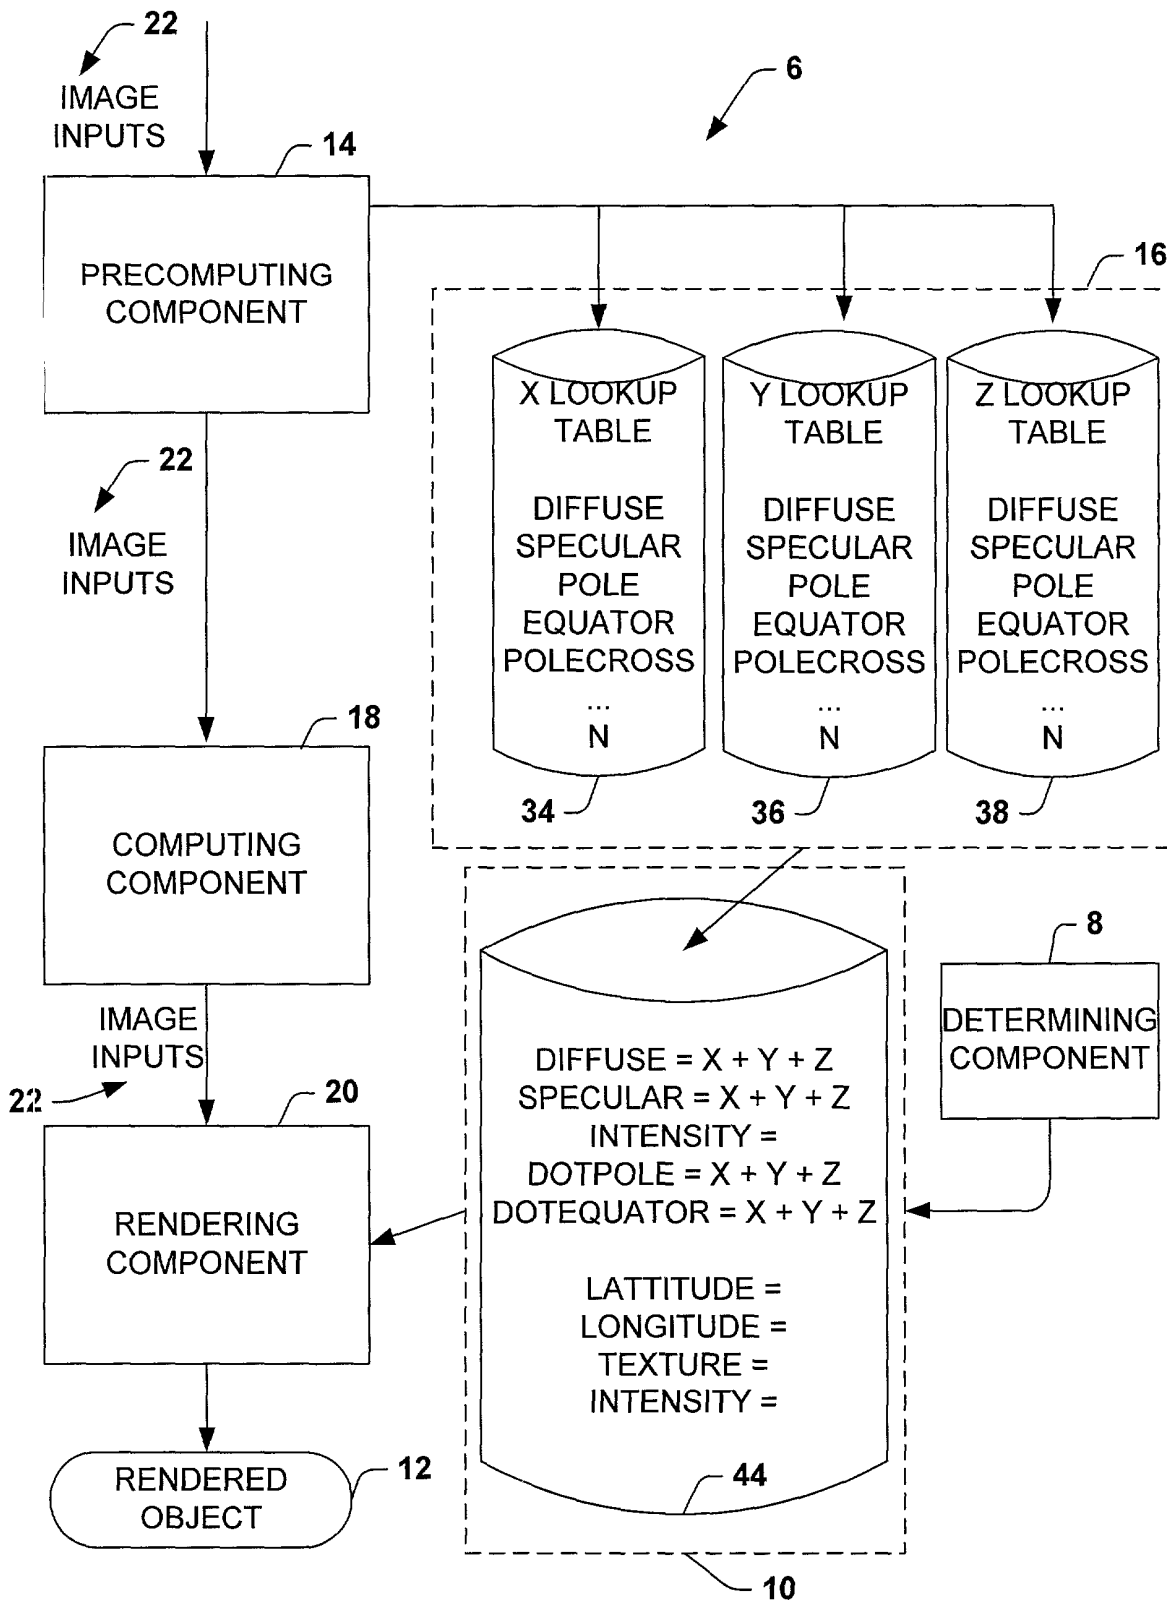 22
IMAGE
INPUTS
6
14
PRECOMPUTING
COMPONENT
16
X LOOKUP
TABLE
DIFFUSE
SPECULAR
POLE
EQUATOR
POLECROSS
...
N
34
Y LOOKUP
TABLE
DIFFUSE
SPECULAR
POLE
EQUATOR
POLECROSS
...
N
36
Z LOOKUP
TABLE
DIFFUSE
SPECULAR
POLE
EQUATOR
POLECROSS
...
N
38
22
IMAGE
INPUTS
18
COMPUTING
COMPONENT
IMAGE
INPUTS
22
20
RENDERING
COMPONENT
8
DETERMINING
COMPONENT
DIFFUSE = X + Y + Z
SPECULAR = X + Y + Z
INTENSITY =
DOTPOLE = X + Y + Z
DOTEQUATOR = X + Y + Z
LATTITUDE =
LONGITUDE =
TEXTURE =
INTENSITY =
44
10
RENDERED
OBJECT
12